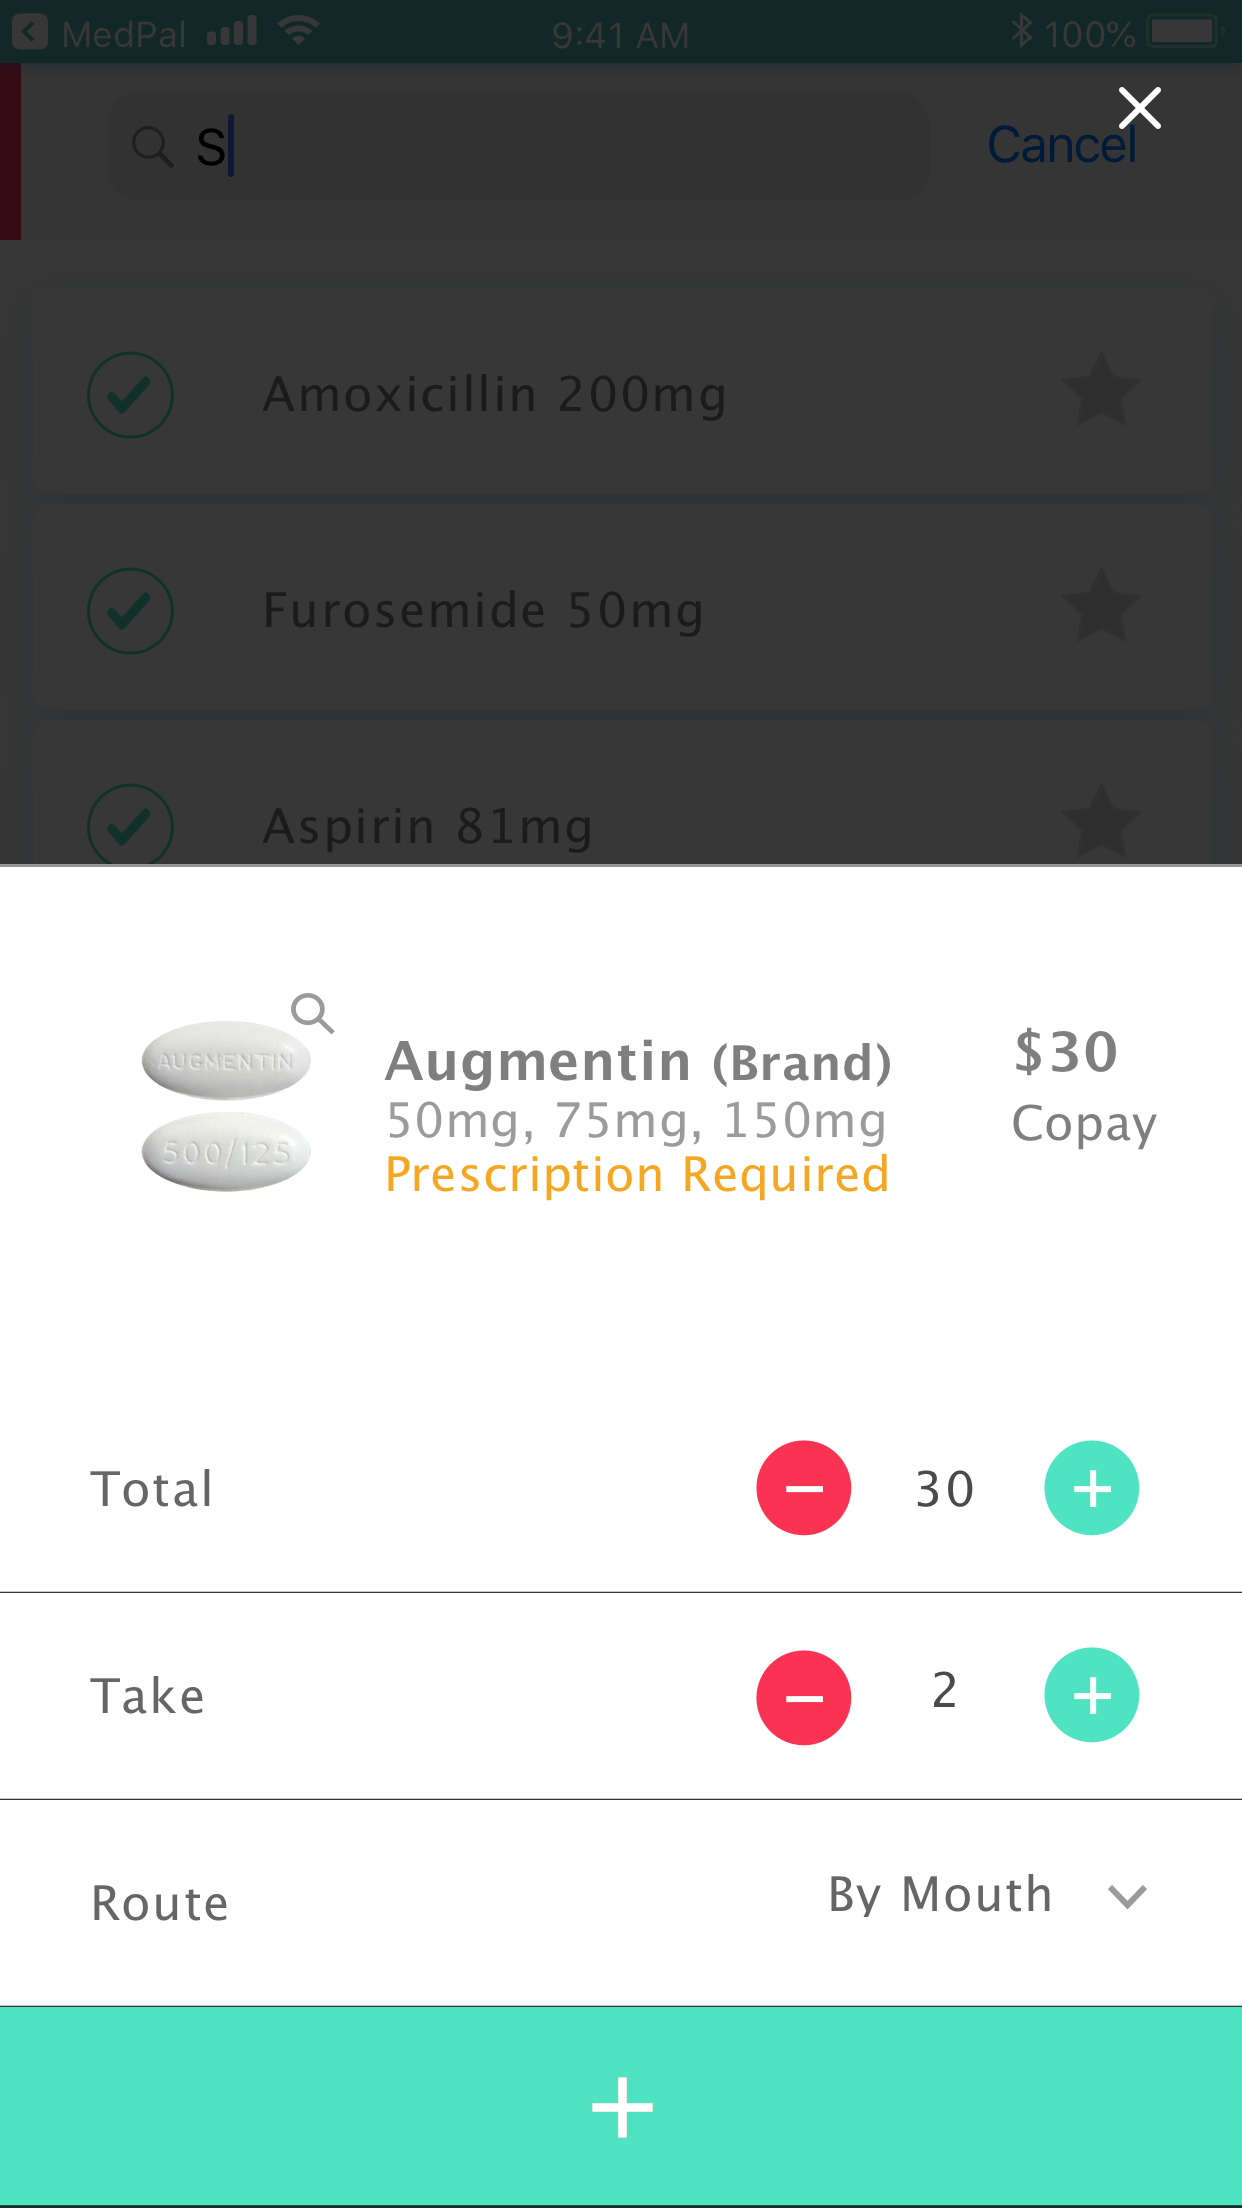 MedPal 9:41 AM 100%
S Cancel
Amoxicillin 200mg
Furosemide 50mg
Aspirin 81mg
AUGMENTIN
500/125
Augmentin (Brand)
50mg, 75mg, 150mg
Prescription Required
$30
Copay
Total 30
Take 2
Route By Mouth